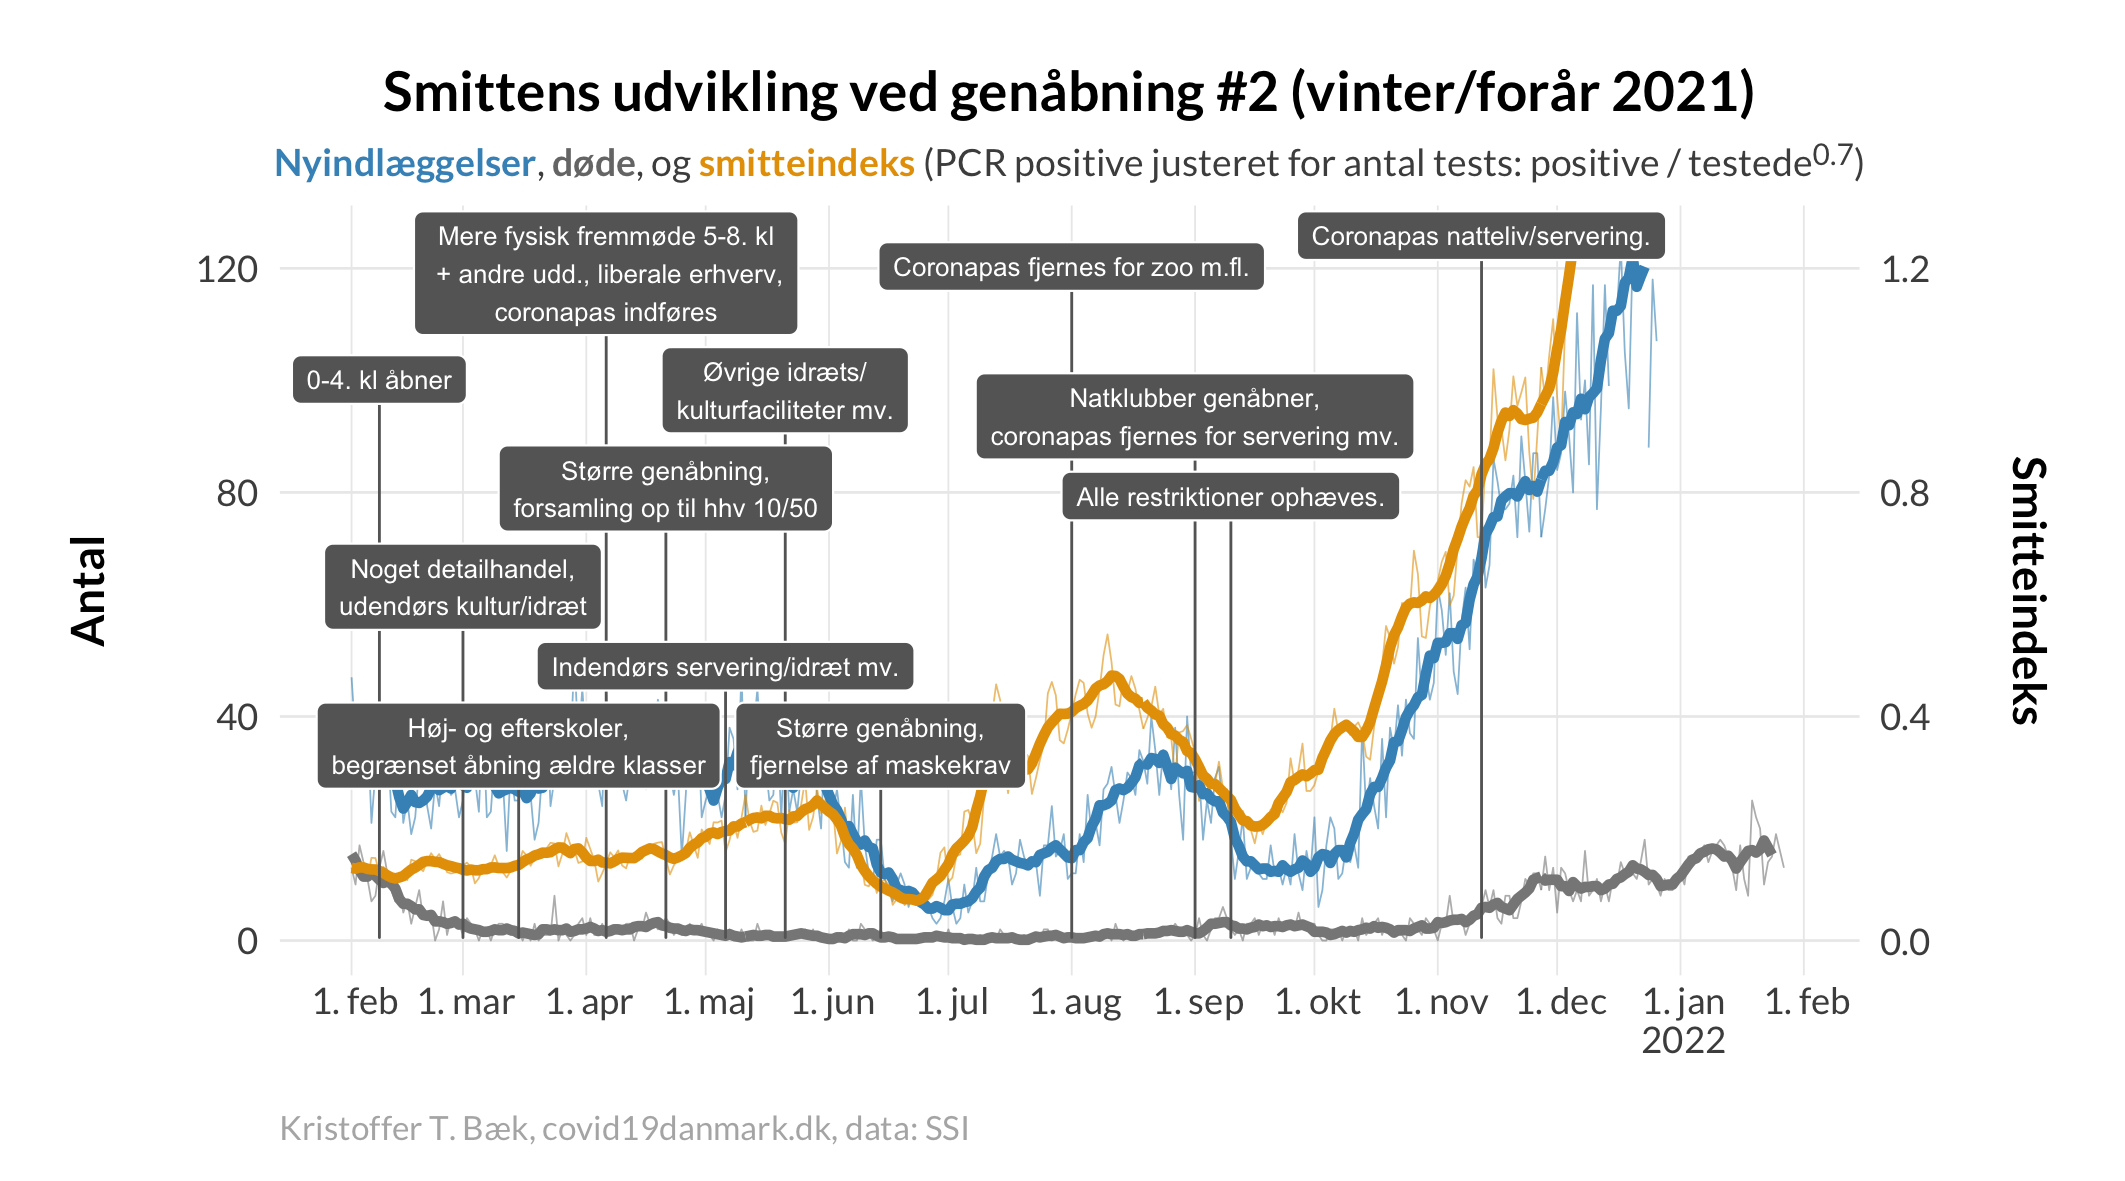 Smittens udvikling ved genåbning #2 (vinter/forår 2021)
Nyindlæggelser, døde, og smitteindeks (PCR positive justeret for antal tests: positive / testede^0.7)
Mere fysisk fremmøde 5-8. kl
+ andre udd., liberale erhverv,
coronapas indføres
Coronapas fjernes for zoo m.fl.
Coronapas natteliv/servering.
0-4. kl åbner
Øvrige idræts/
kulturfaciliteter mv.
Natklubber genåbner,
coronapas fjernes for servering mv.
Større genåbning,
forsamling op til hhv 10/50
Alle restriktioner ophæves.
Noget detailhandel,
udendørs kultur/idræt
Indendørs servering/idræt mv.
Høj- og efterskoler,
begrænset åbning ældre klasser
Større genåbning,
fjernelse af maskekrav
Antal
120
80
40
0
Smitteindeks
1.2
0.8
0.4
0.0
1. feb 1. mar 1. apr 1. maj 1. jun 1. jul 1. aug 1. sep 1. okt 1. nov 1. dec 1. jan 1. feb
2022
Kristoffer T. Bæk, covid19danmark.dk, data: SSI